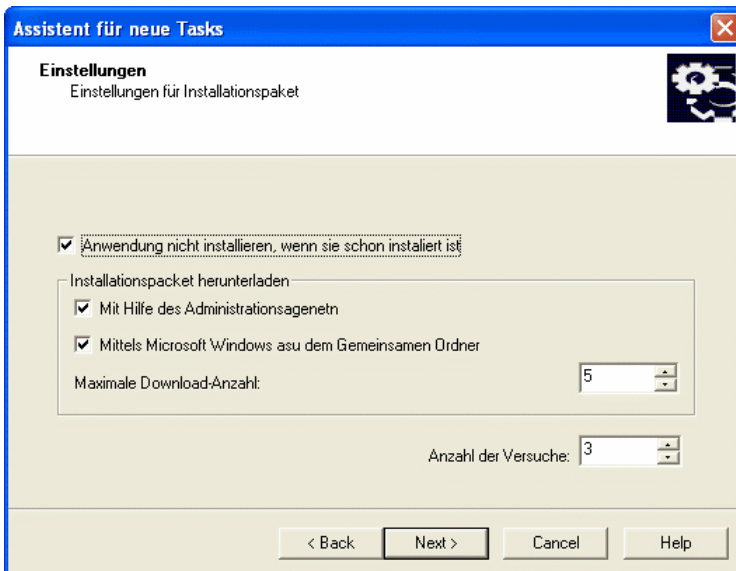 Assistent für neue Tasks
Einstellungen
Einstellungen für Installationspaket
Anwendung nicht installieren, wenn sie schon instaliert ist
Installationspacket herunterladen
Mit Hilfe des Administrationsagenetn
Mittels Microsoft Windows asu dem Gemeinsamen Ordner
Maximale Download-Anzahl: 5
Anzahl der Versuche: 3
< Back Next > Cancel Help